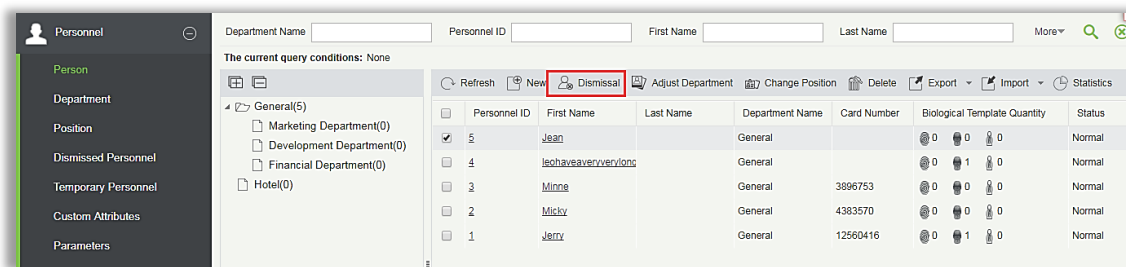 Personnel
Person
Department
Position
Dismissed Personnel
Temporary Personnel
Custom Attributes
Parameters
Department Name Personnel ID First Name Last Name More
The current query conditions: None
General(5)
Marketing Department(0)
Development Department(0)
Financial Department(0)
Hotel(0)
Refresh New Dismissal Adjust Department Change Position Delete Export Import Statistics
Personnel ID First Name Last Name Department Name Card Number Biological Template Quantity Status
5 Jean General 0 0 0 Normal
4 leohaveaveryverylong General 0 1 0 Normal
3 Minne General 3896753 0 0 0 Normal
2 Micky General 4383570 0 0 0 Normal
1 Jerry General 12560416 0 1 0 Normal